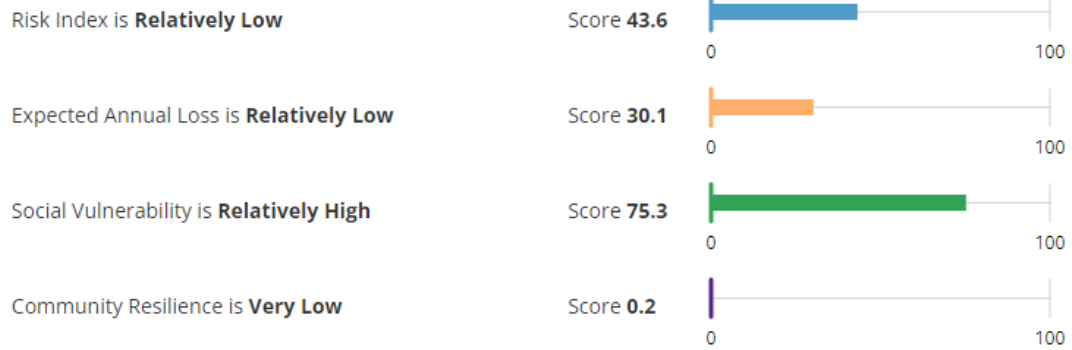 Risk Index is Relatively Low Score 43.6
0 100
Expected Annual Loss is Relatively Low Score 30.1
0 100
Social Vulnerability is Relatively High Score 75.3
0 100
Community Resilience is Very Low Score 0.2
0 100